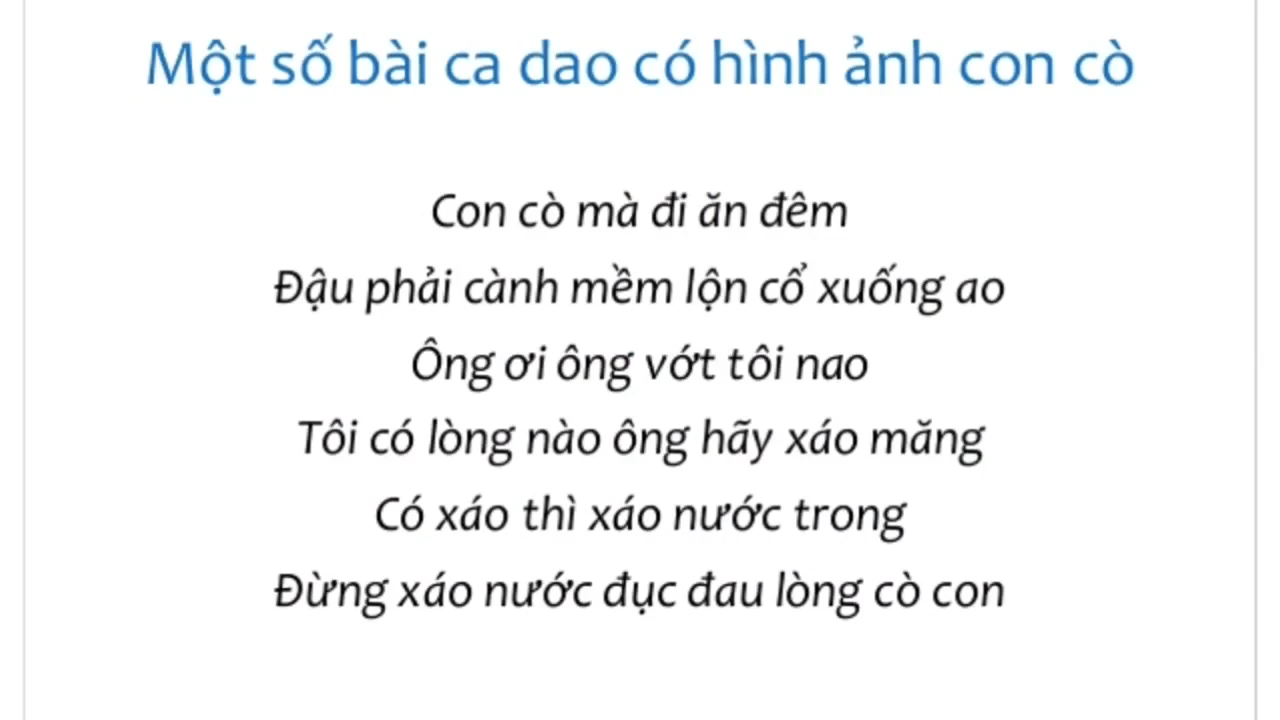 Một số bài ca dao có hình ảnh con cò
Con cò mà đi ăn đêm
Đậu phải cành mềm lộn cổ xuống ao
Ông ơi ông vớt tôi nao
Tôi có lòng nào ông hãy xáo măng
Có xáo thì xáo nước trong
Đừng xáo nước đục đau lòng cò con